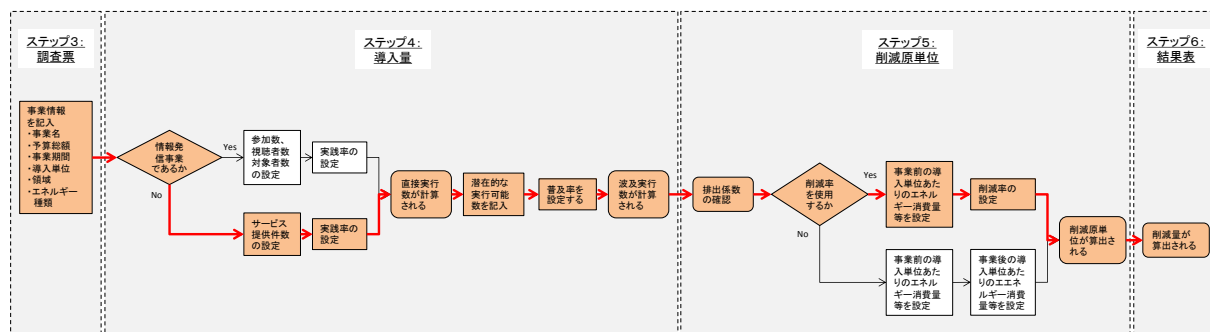 ステップ3:
調査票
ステップ4:
導入量
ステップ5:
削減原単位
ステップ6:
結果表
事業情報
を記入
・事業名
・予算総額
・事業期間
・導入単位
・領域
・エネルギー
種類
情報発
信事業
であるか
Yes
No
参加数、
視聴者数
対象者数
の設定
実践率の
設定
サービス
提供件数
の設定
実践率の
設定
直接実行
数が計算
される
潜在的な
実行可能
数を記入
普及率を
設定する
波及実行
数が計算
される
排出係数
の確認
削減率
を使用
するか
Yes
No
事業前の導
入単位あた
りのエネル
ギー消費量
等を設定
削減率の
設定
事業前の導
入単位あた
りのエネル
ギー消費量
等を設定
事業後の導
入単位あた
りのエエネ
ルギー消費
量等を設定
削減原単
位が算出さ
れる
削減量が
算出される